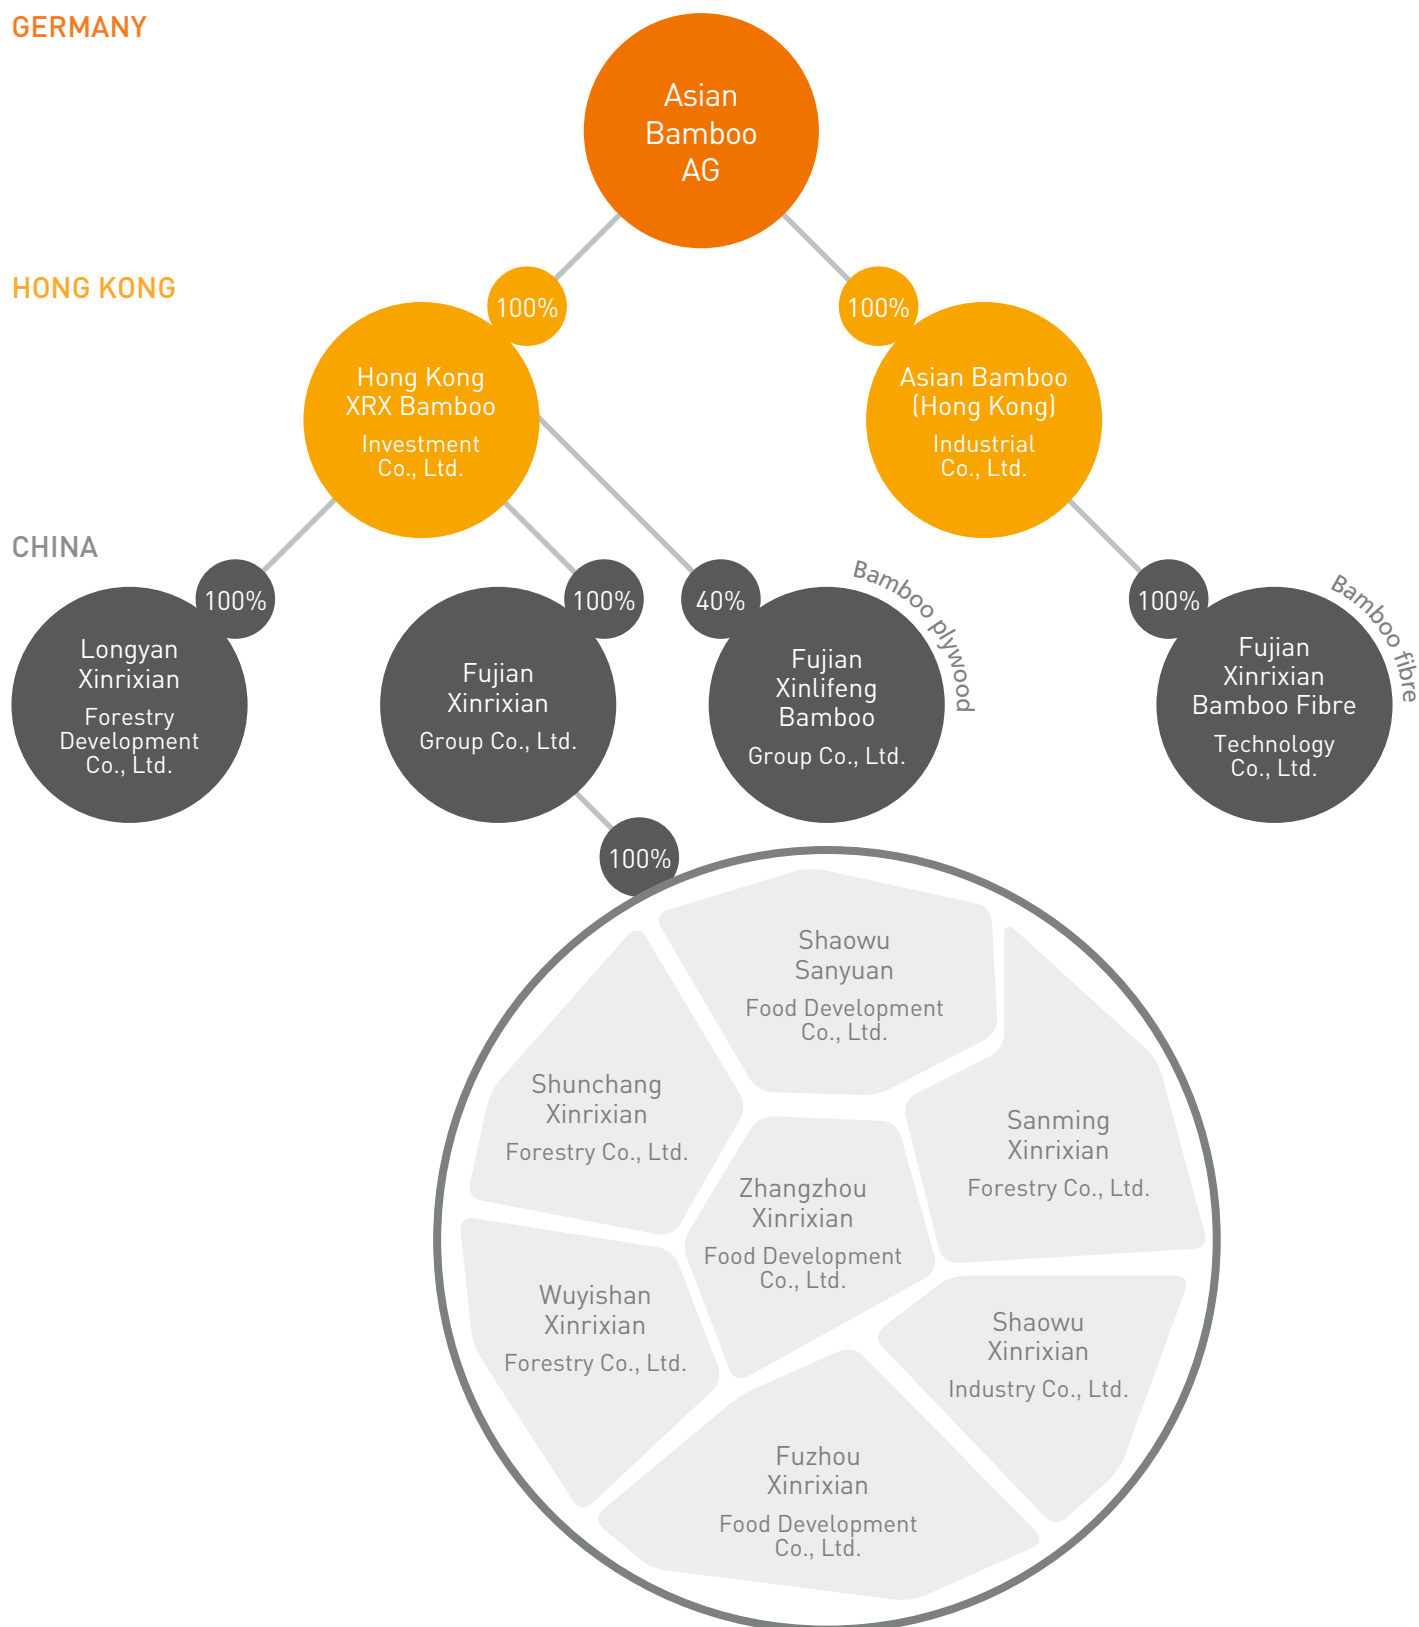 GERMANY
Asian
Bamboo
AG
HONG KONG
100%
100%
Hong Kong
XRX Bamboo
Investment
Co., Ltd.
Asian Bamboo
(Hong Kong)
Industrial
Co., Ltd.
CHINA
100%
100%
40%
100%
Longyan
Xinrixian
Forestry
Development
Co., Ltd.
Fujian
Xinrixian
Group Co., Ltd.
Fujian
Xinlifeng
Bamboo
Group Co., Ltd.
Bamboo plywood
Fujian
Xinrixian
Bamboo Fibre
Technology
Co., Ltd.
Bamboo fibre
100%
Shaowu
Sanyuan
Food Development
Co., Ltd.
Shunchang
Xinrixian
Forestry Co., Ltd.
Sanming
Xinrixian
Forestry Co., Ltd.
Zhangzhou
Xinrixian
Food Development
Co., Ltd.
Wuyishan
Xinrixian
Forestry Co., Ltd.
Shaowu
Xinrixian
Industry Co., Ltd.
Fuzhou
Xinrixian
Food Development
Co., Ltd.